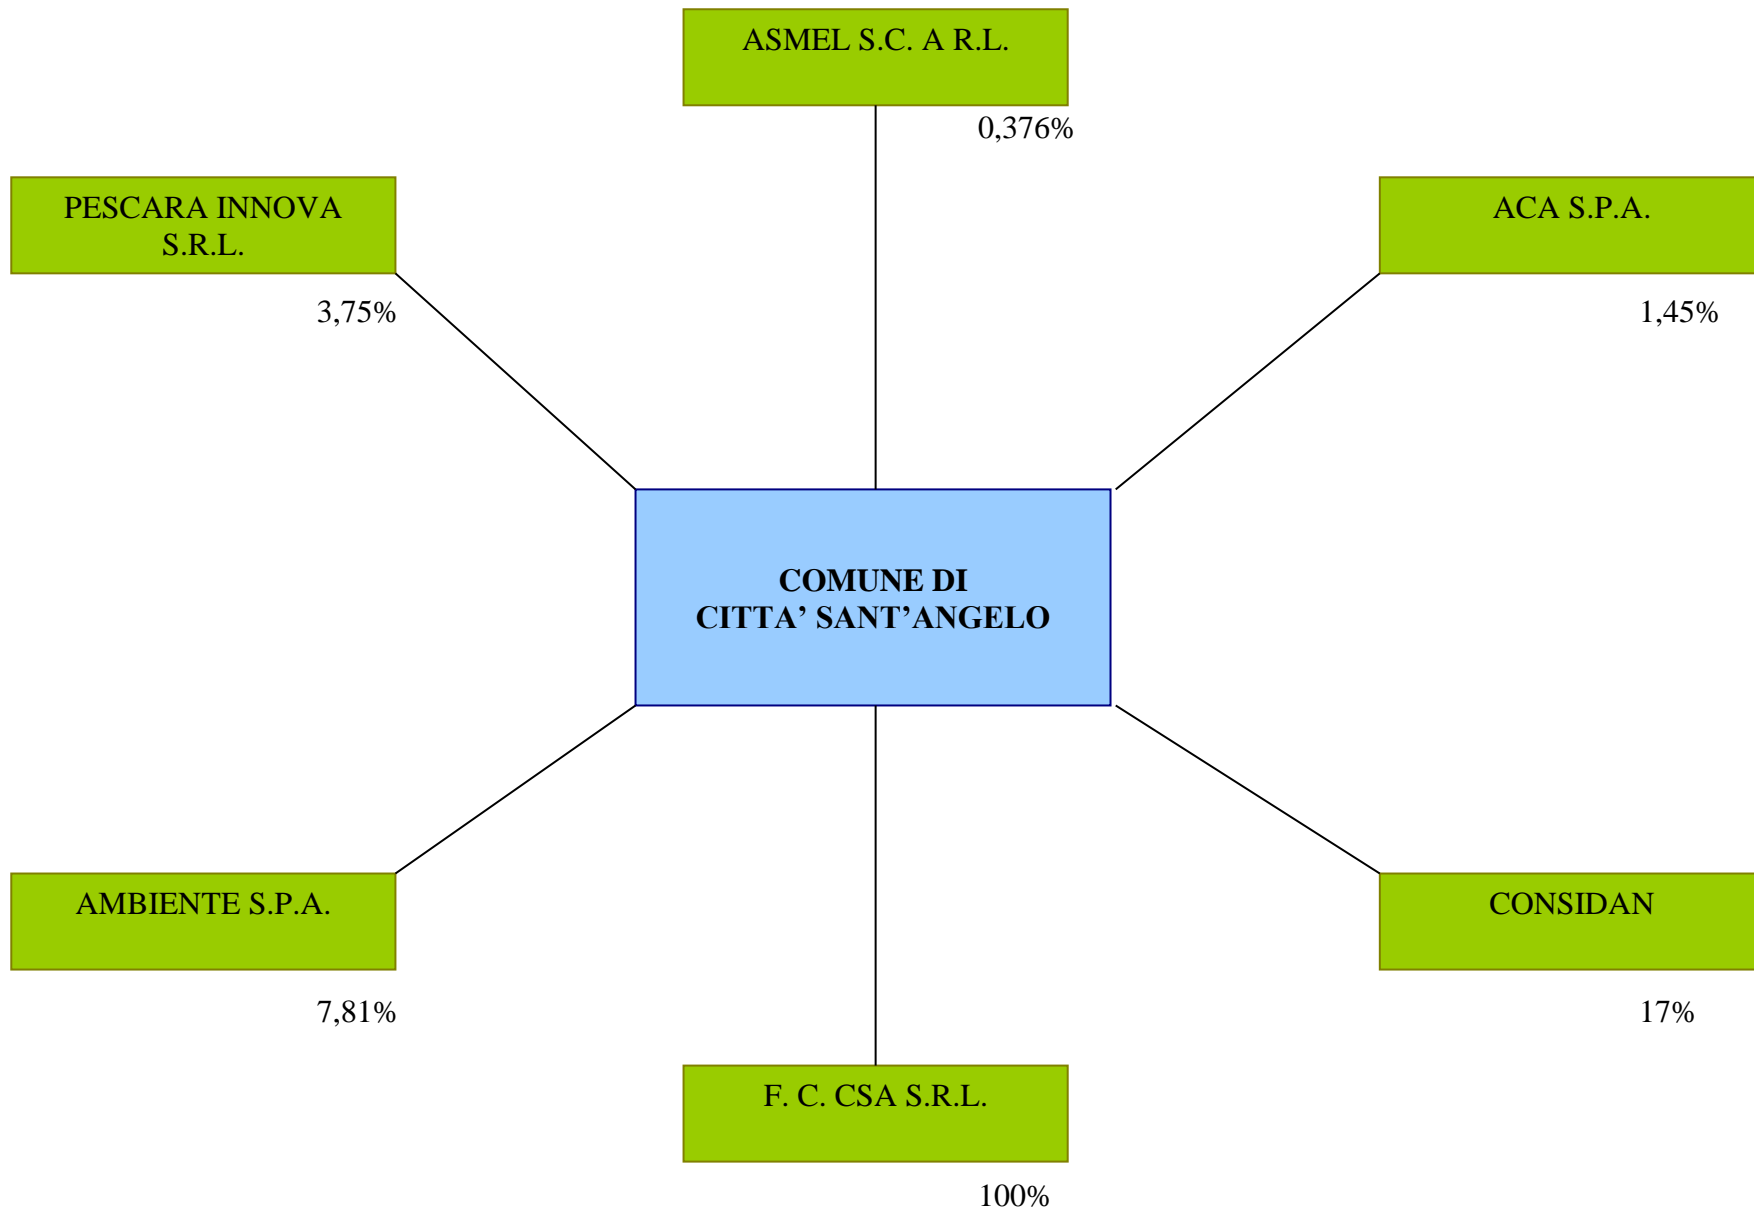 ASMEL S.C. A R.L.
0,376%
PESCARA INNOVA
S.R.L.
3,75%
ACA S.P.A.
1,45%
COMUNE DI
CITTA’ SANT’ANGELO
AMBIENTE S.P.A.
7,81%
CONSIDAN
17%
F. C. CSA S.R.L.
100%